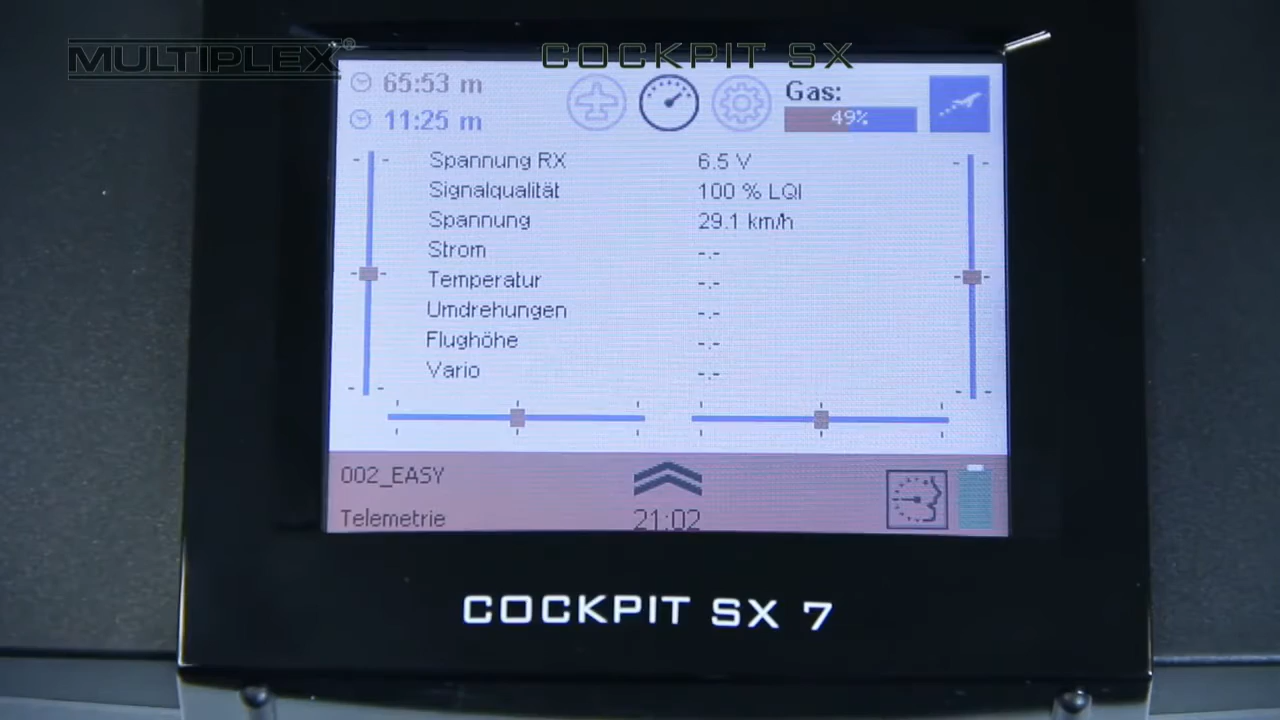 MULTIPLEX®
COCKPIT SX
65:53 m
11:25 m
Gas:
49%
Spannung RX 6.5 V
Signalqualität 100 % LQI
Spannung 29.1 km/h
Strom -.-
Temperatur -.-
Umdrehungen -.-
Flughöhe -.-
Vario -.-
002_EASY
Telemetrie
21:02
COCKPIT SX 7